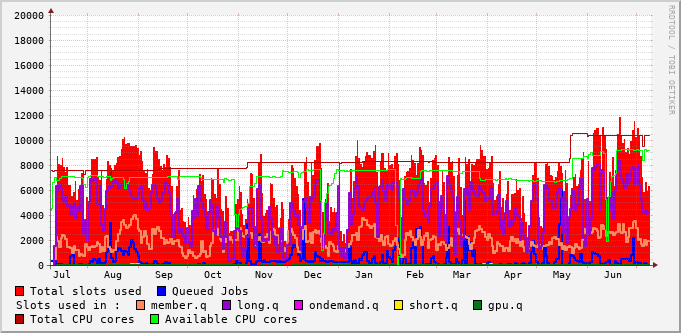 20000
18000
16000
14000
12000
10000
8000
6000
4000
2000
0
Jul Aug Sep Oct Nov Dec Jan Feb Mar Apr May Jun
RRDTOOL / TOBI OETIKER
Total slots used Queued Jobs
Slots used in : member.q long.q ondemand.q short.q gpu.q
Total CPU cores Available CPU cores